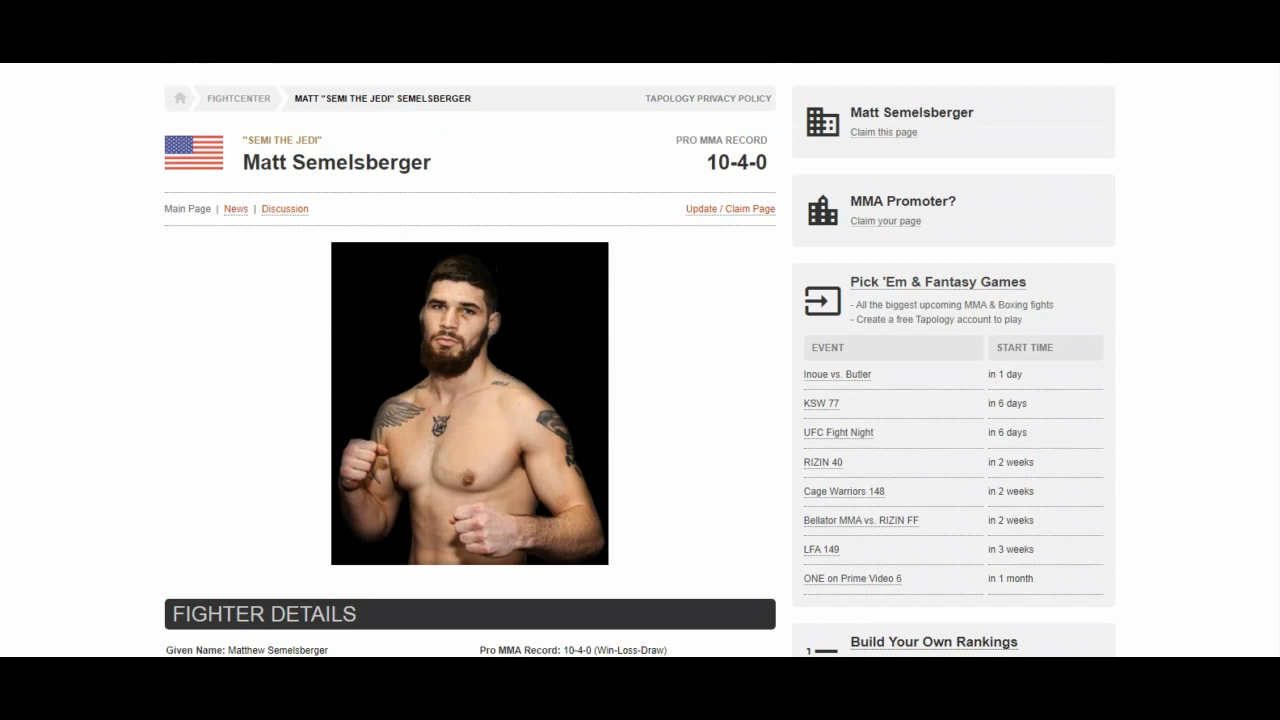 FIGHTCENTER
MATT "SEMI THE JEDI" SEMELSBERGER
TAPOLOGY PRIVACY POLICY
"SEMI THE JEDI"
Matt Semelsberger
PRO MMA RECORD
10-4-0
Main Page | News | Discussion
Update / Claim Page
FIGHTER DETAILS
Given Name: Matthew Semelsberger
Pro MMA Record: 10-4-0 (Win-Loss-Draw)
Matt Semelsberger
Claim this page
MMA Promoter?
Claim your page
Pick 'Em & Fantasy Games
- All the biggest upcoming MMA & Boxing fights
- Create a free Tapology account to play
EVENT START TIME
Inoue vs. Butler in 1 day
KSW 77 in 6 days
UFC Fight Night in 6 days
RIZIN 40 in 2 weeks
Cage Warriors 148 in 2 weeks
Bellator MMA vs. RIZIN FF in 2 weeks
LFA 149 in 3 weeks
ONE on Prime Video 6 in 1 month
Build Your Own Rankings